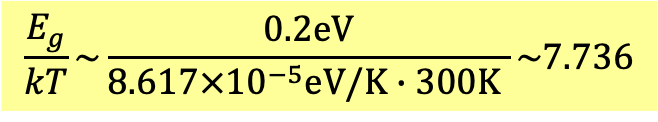 E_g/kT ~ 0.2eV/(8.617×10⁻⁵eV/K · 300K) ~7.736